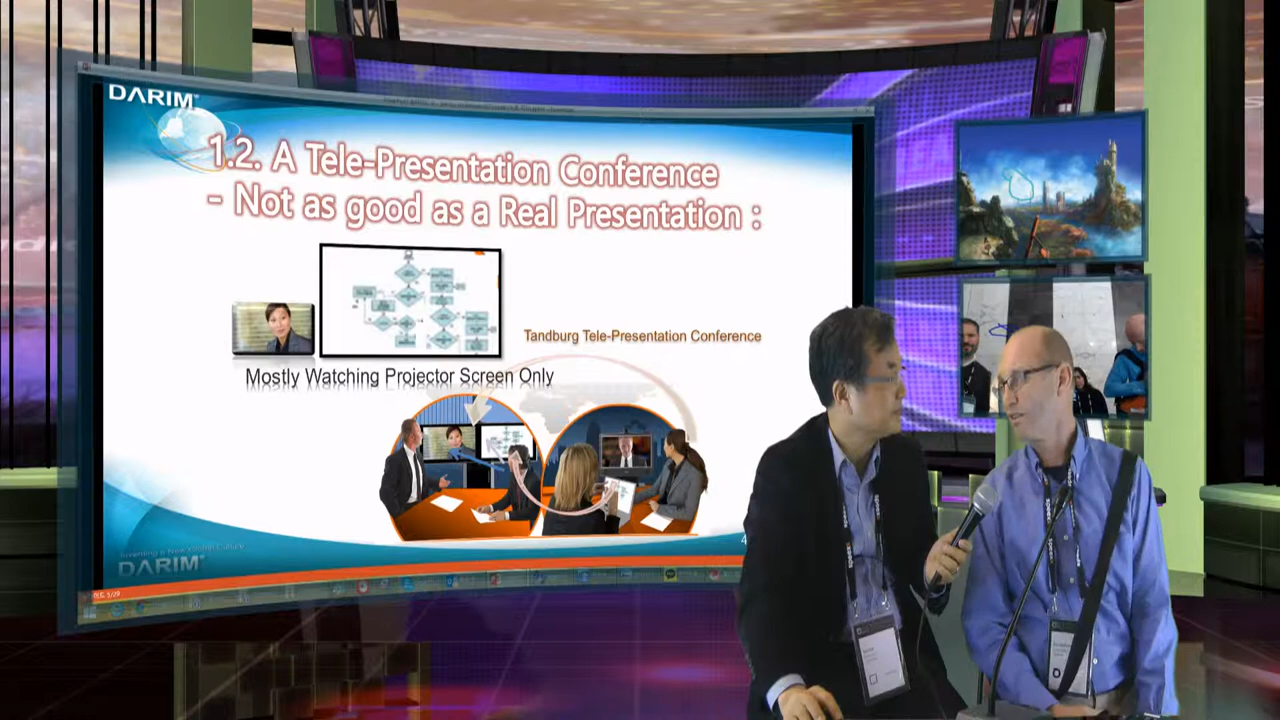 DARIM
1.2. A Tele-Presentation Conference
- Not as good as a Real Presentation :
Tandburg Tele-Presentation Conference
Mostly Watching Projector Screen Only
DARIM